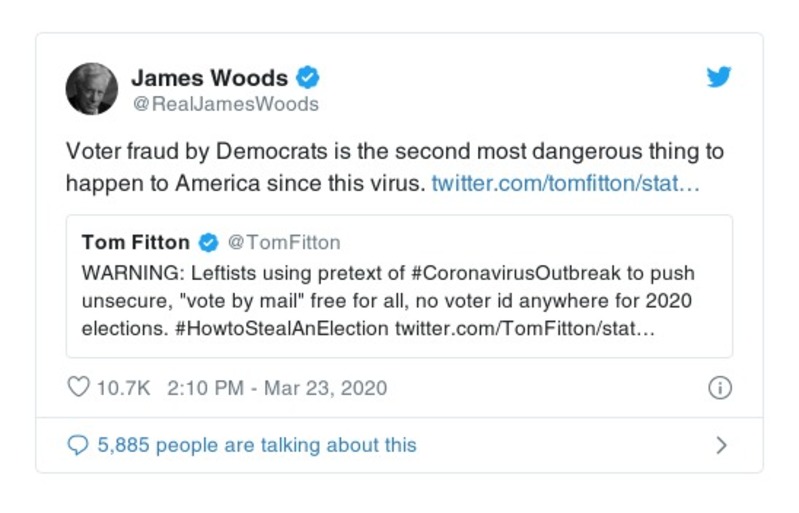 James Woods
@RealJamesWoods
Voter fraud by Democrats is the second most dangerous thing to
happen to America since this virus. twitter.com/tomfitton/stat…
Tom Fitton @TomFitton
WARNING: Leftists using pretext of #CoronavirusOutbreak to push
unsecure, "vote by mail" free for all, no voter id anywhere for 2020
elections. #HowtoStealAnElection twitter.com/TomFitton/stat…
10.7K 2:10 PM - Mar 23, 2020
5,885 people are talking about this